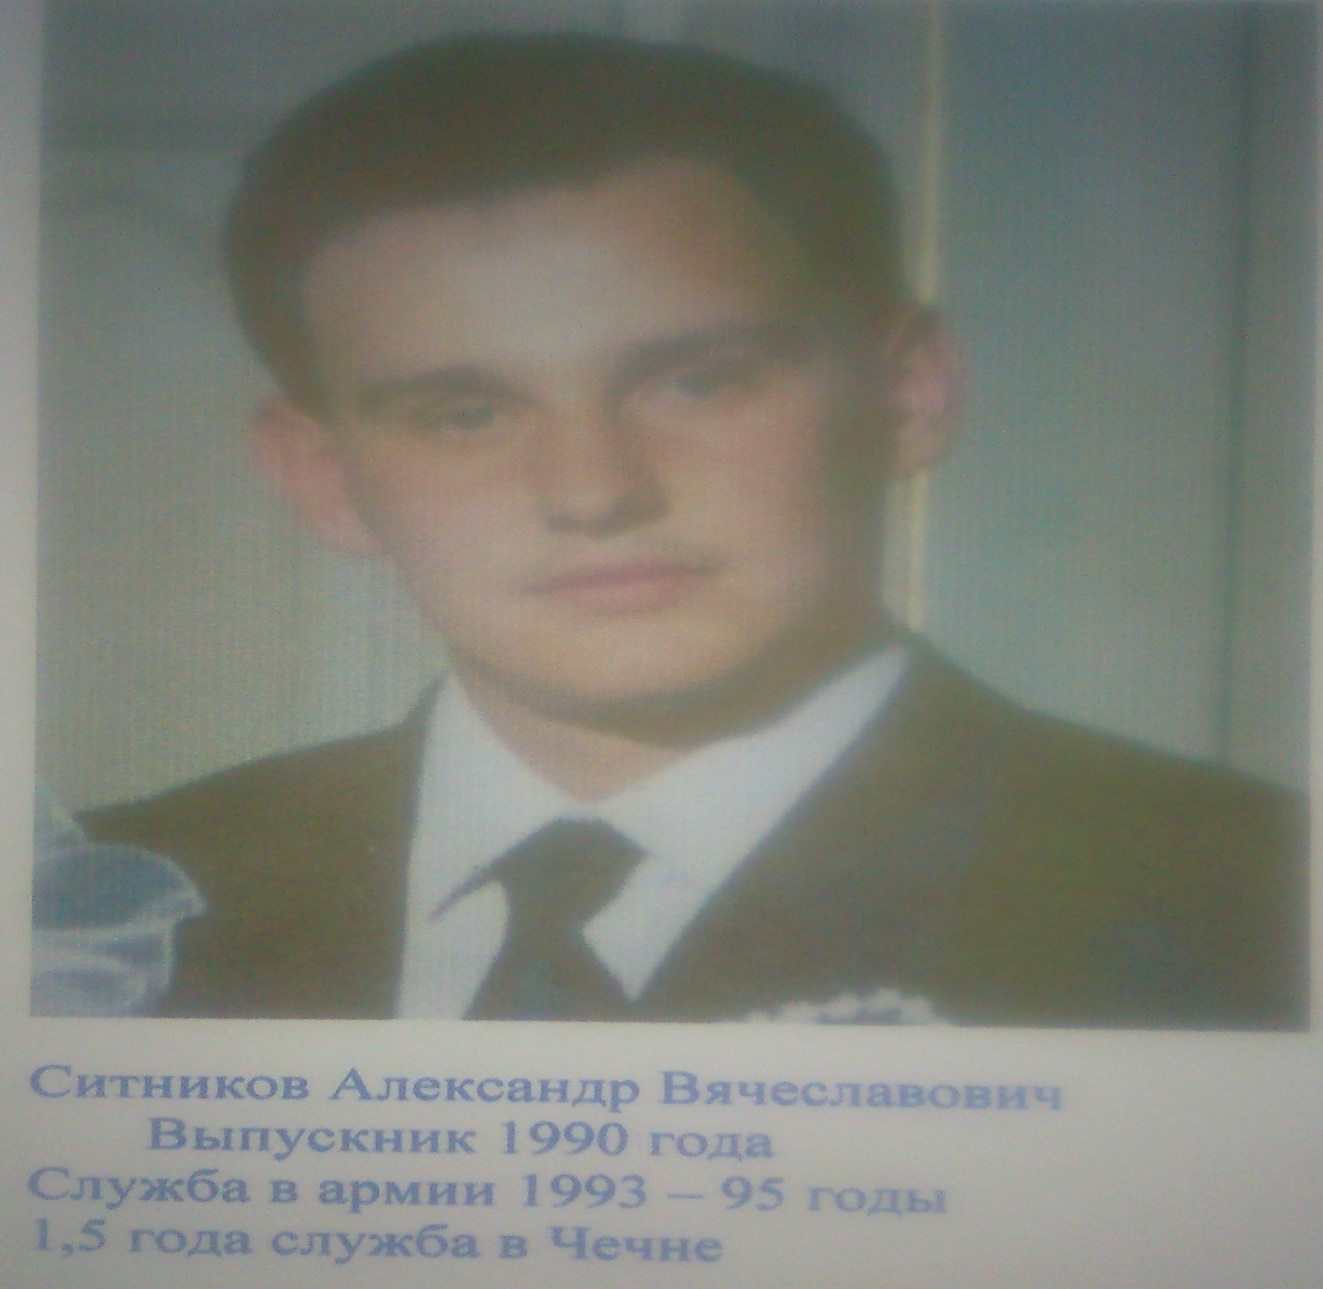 Ситников Александр Вячеславович
Выпускник 1990 года
Служба в армии 1993 – 95 годы
1,5 года служба в Чечне